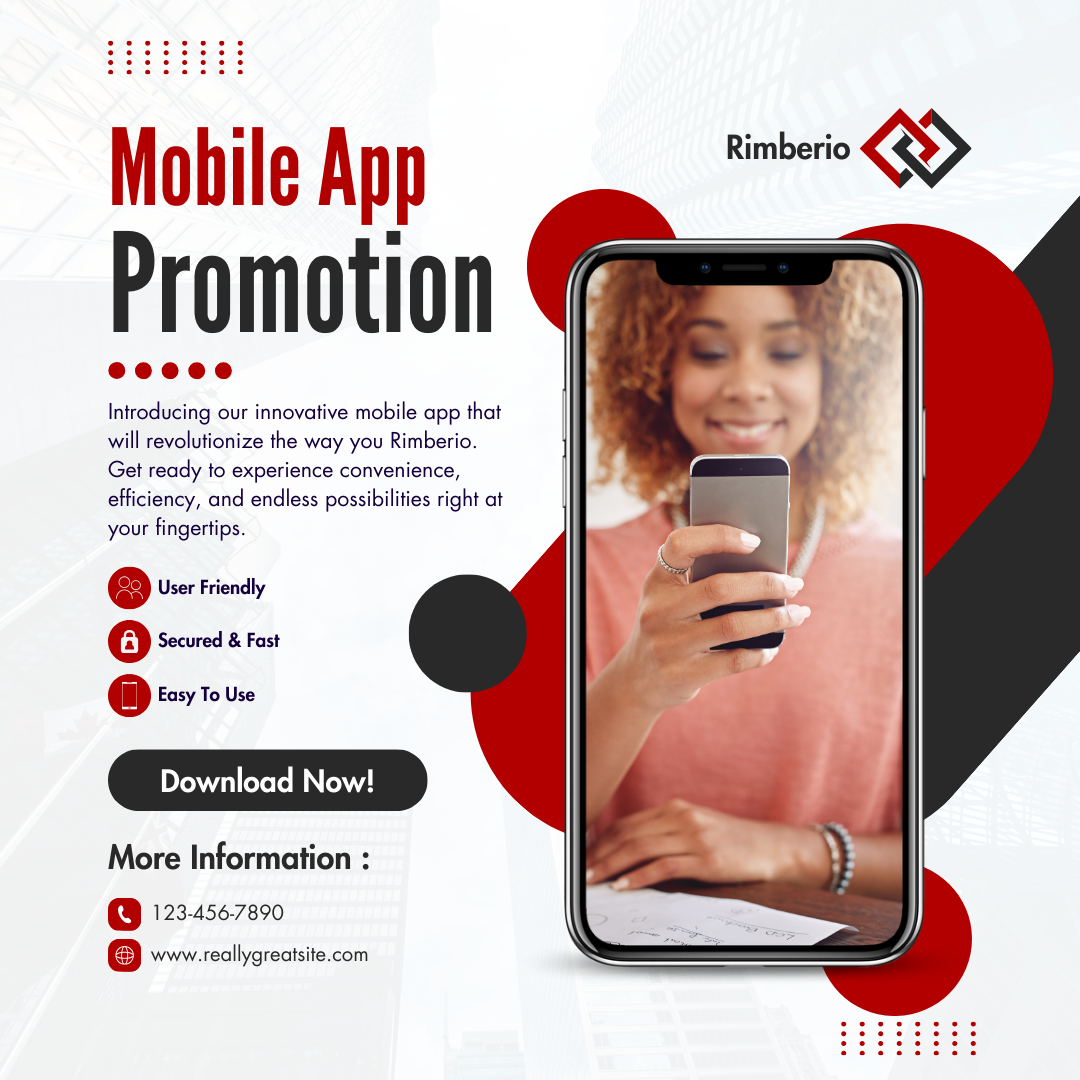 Mobile App
Promotion
Rimberio
Introducing our innovative mobile app that
will revolutionize the way you Rimberio.
Get ready to experience convenience,
efficiency, and endless possibilities right at
your fingertips.
User Friendly
Secured & Fast
Easy To Use
Download Now!
More Information :
123-456-7890
www.reallygreatsite.com